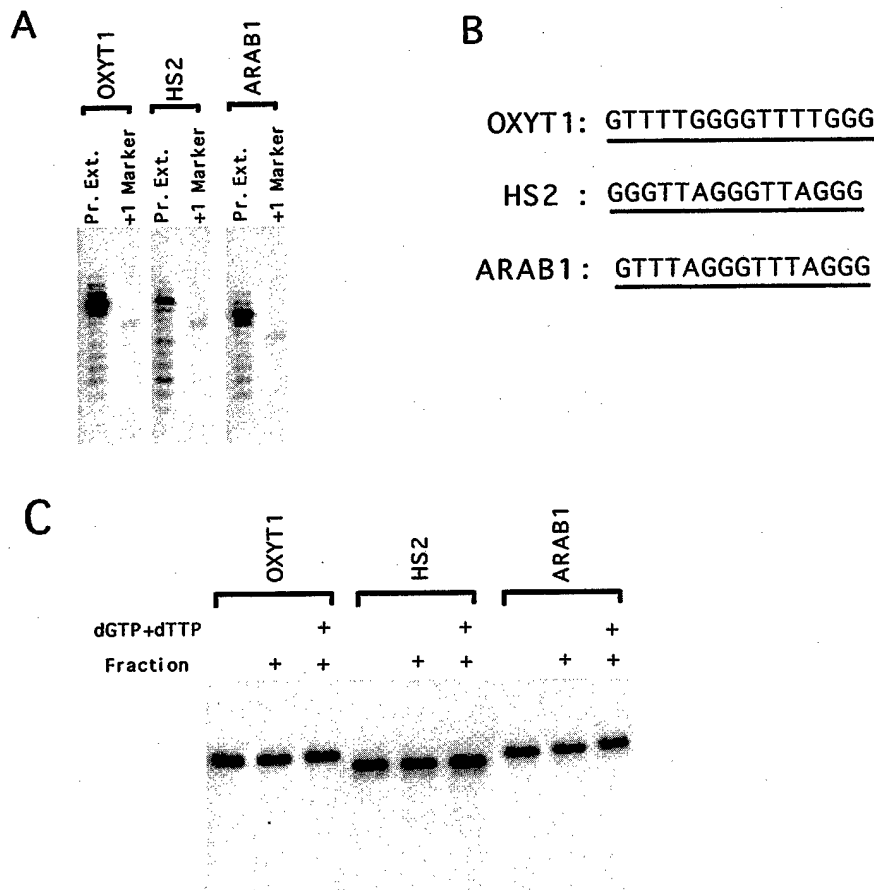 A
OXYT1
HS2
ARAB1
Pr. Ext.
+1 Marker
Pr. Ext.
+1 Marker
Pr. Ext.
+1 Marker
B
OXYT1: GTTTTGGGGTTTTGGG
HS2 : GGGTTAGGGTTAGGG
ARAB1: GTTTAGGGTTTAGGG
C
OXYT1
HS2
ARAB1
dGTP+dTTP + + +
Fraction + + + + + +